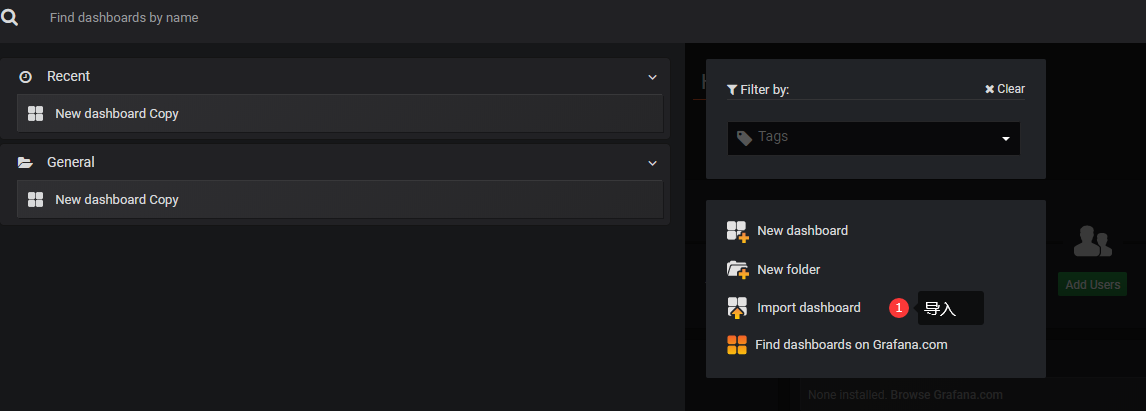 Find dashboards by name
Recent
New dashboard Copy
General
New dashboard Copy
Filter by:
Clear
Tags
New dashboard
New folder
Import dashboard
1 导入
Find dashboards on Grafana.com
Add Users
None installed. Browse Grafana.com